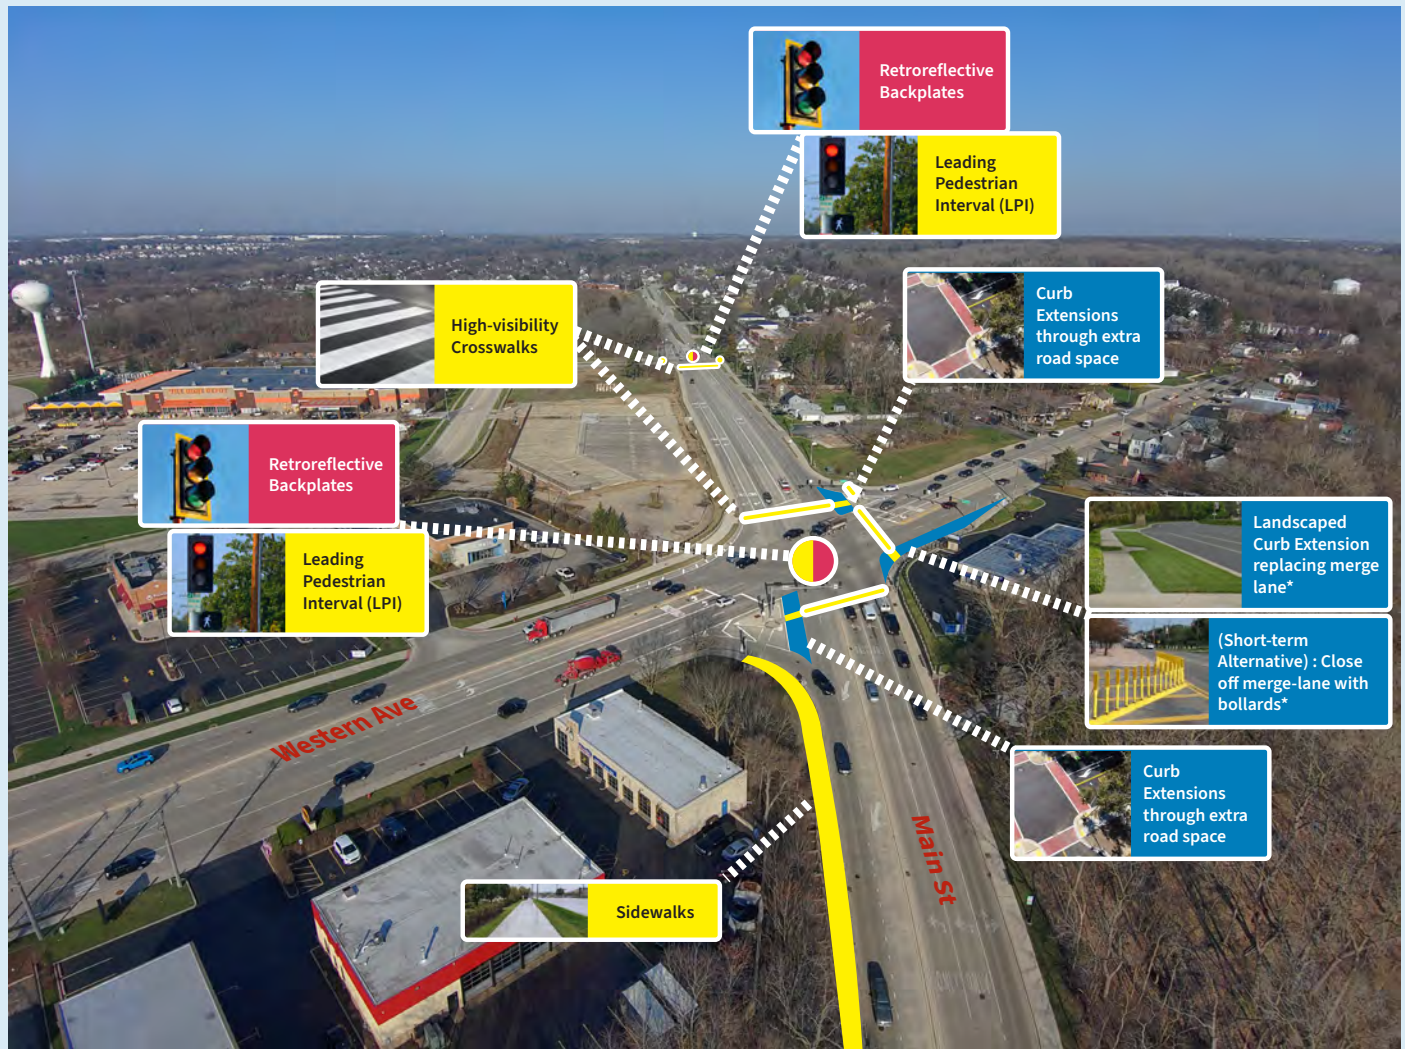 Retroreflective
Backplates
Leading
Pedestrian
Interval (LPI)
Curb
Extensions
through extra
road space
High-visibility
Crosswalks
Retroreflective
Backplates
Leading
Pedestrian
Interval (LPI)
Landscaped
Curb Extension
replacing merge
lane*
(Short-term
Alternative) : Close
off merge-lane with
bollards*
Western Ave
Curb
Extensions
through extra
road space
Main St
Sidewalks